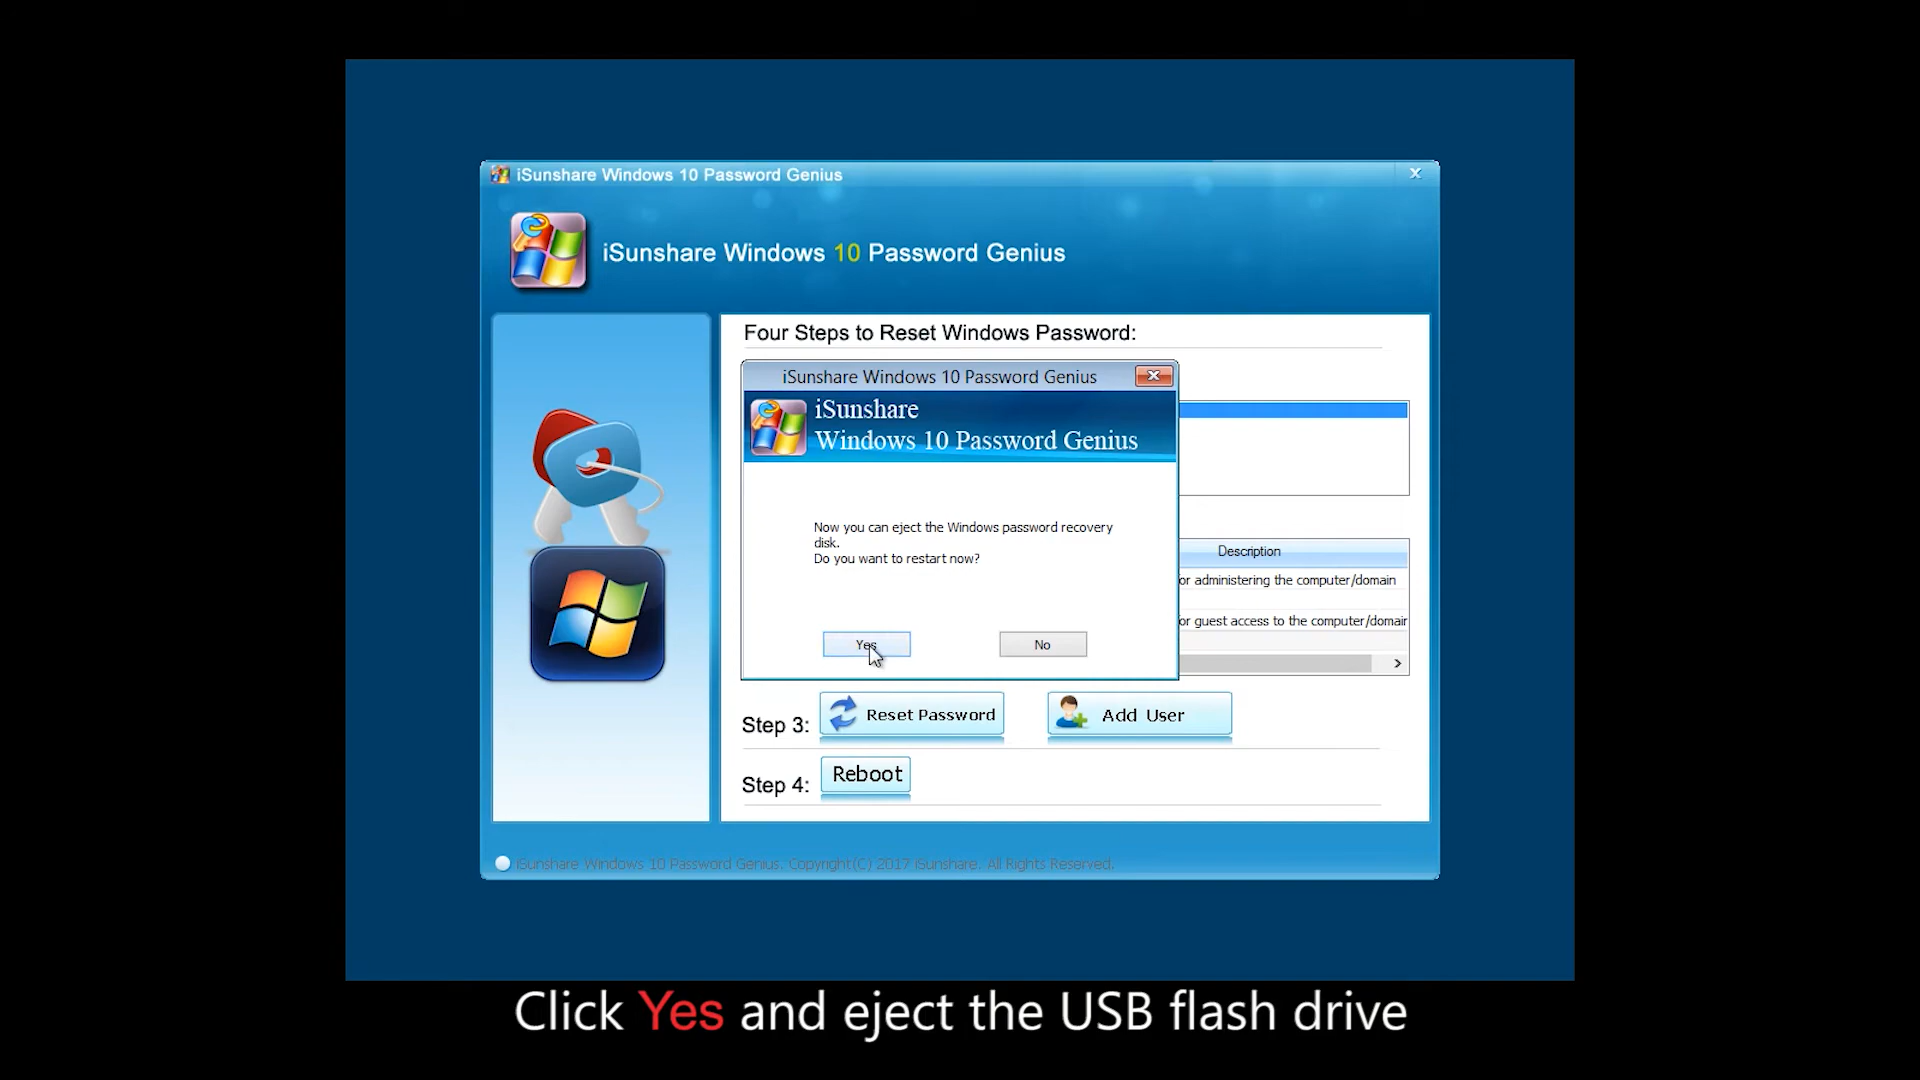 iSunshare Windows 10 Password Genius
iSunshare Windows 10 Password Genius
Four Steps to Reset Windows Password:
iSunshare Windows 10 Password Genius
iSunshare
Windows 10 Password Genius
Now you can eject the Windows password recovery
disk.
Do you want to restart now?
Yes
No
Description
or administering the computer/domain
or guest access to the computer/domair
Step 3:
Reset Password
Add User
Step 4:
Reboot
iSunshare Windows 10 Password Genius. Copyright(C) 2017 iSunshare. All Rights Reserved.
Click Yes and eject the USB flash drive